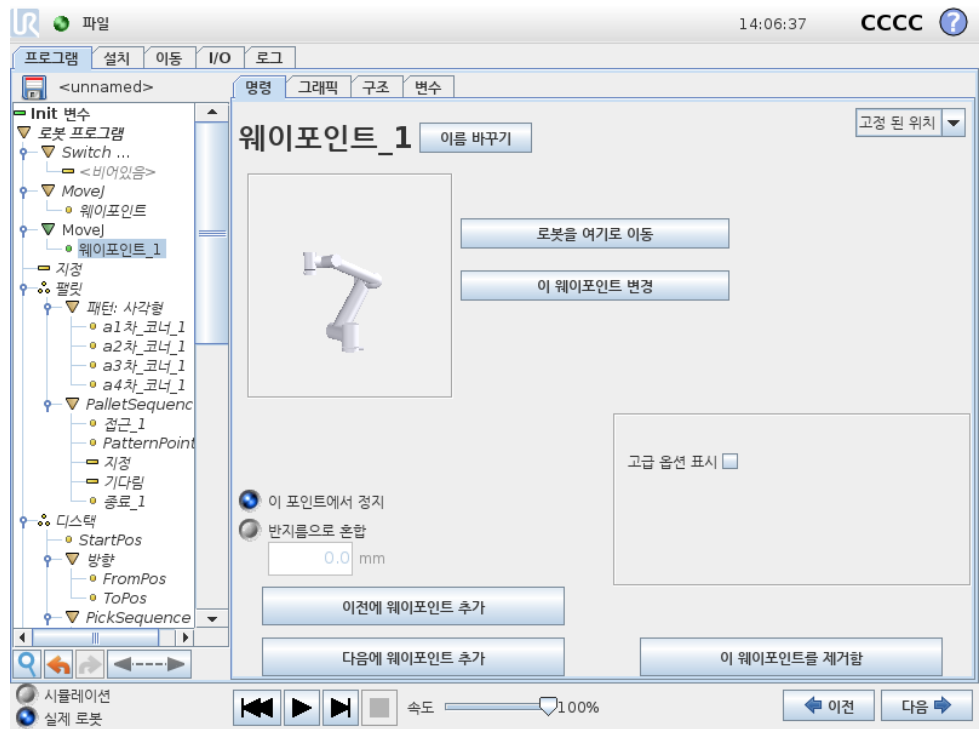 UR 파일 14:06:37 CCCC ?
프로그램 설치 이동 I/O 로그
<unnamed>
명령 그래픽 구조 변수
Init 변수
로봇 프로그램
Switch ...
<비어있음>
MoveJ
웨이포인트
MoveJ
웨이포인트_1
지정
팔릿
패턴: 사각형
a1차_코너_1
a2차_코너_1
a3차_코너_1
a4차_코너_1
PalletSequenc
접근_1
PatternPoint
지정
기다림
종료_1
디스택
StartPos
방향
FromPos
ToPos
PickSequence
웨이포인트_1 이름 바꾸기
고정 된 위치
로봇을 여기로 이동
이 웨이포인트 변경
고급 옵션 표시
이 포인트에서 정지
반지름으로 혼합
0.0 mm
이전에 웨이포인트 추가
다음에 웨이포인트 추가
이 웨이포인트를 제거함
시뮬레이션
실제 로봇
속도 100%
이전 다음